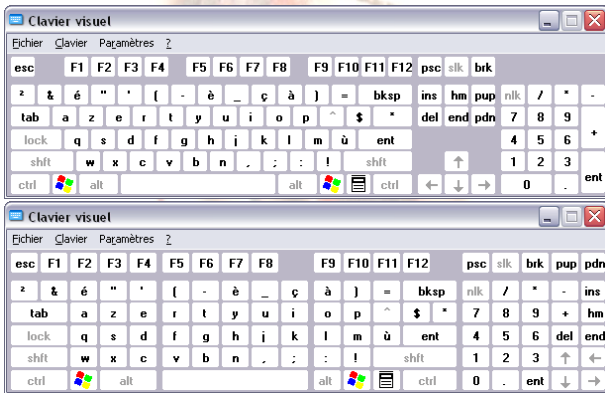 Clavier visuel
Fichier Clavier Paramètres ?
esc F1 F2 F3 F4 F5 F6 F7 F8 F9 F10 F11 F12 psc slk brk
² & é " ' ( - è _ ç à ) = bksp ins hm pup nlk / * -
tab a z e r t y u i o p ^ $ * del end pdn 7 8 9 +
lock q s d f g h j k l m ù ent 4 5 6
shft w x c v b n , ; : ! shft ↑ 1 2 3 ent
ctrl alt alt ctrl ← ↓ → 0 .
Clavier visuel
Fichier Clavier Paramètres ?
esc F1 F2 F3 F4 F5 F6 F7 F8 F9 F10 F11 F12 psc slk brk pup pdn
² & é " ' ( - è _ ç à ) = bksp nlk / * - ins
tab a z e r t y u i o p ^ $ * 7 8 9 + hm
lock q s d f g h j k l m ù ent 4 5 6 del end
shft w x c v b n , ; : ! shft 1 2 3 ↑ ←
ctrl alt alt ctrl 0 . ent ↓ →